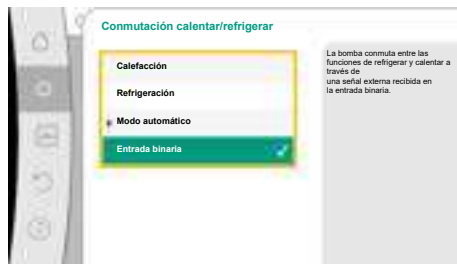 Conmutación calentar/refrigerar
Calefacción
Refrigeración
Modo automático
Entrada binaria
La bomba conmuta entre las
funciones de refrigerar y calentar a
través de
una señal externa recibida en
la entrada binaria.